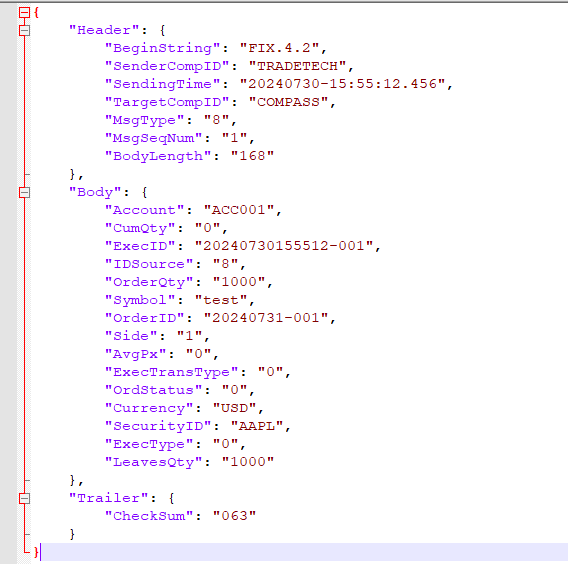 {
    "Header": {
        "BeginString": "FIX.4.2",
        "SenderCompID": "TRADETECH",
        "SendingTime": "20240730-15:55:12.456",
        "TargetCompID": "COMPASS",
        "MsgType": "8",
        "MsgSeqNum": "1",
        "BodyLength": "168"
    },
    "Body": {
        "Account": "ACC001",
        "CumQty": "0",
        "ExecID": "20240730155512-001",
        "IDSource": "8",
        "OrderQty": "1000",
        "Symbol": "test",
        "OrderID": "20240731-001",
        "Side": "1",
        "AvgPx": "0",
        "ExecTransType": "0",
        "OrdStatus": "0",
        "Currency": "USD",
        "SecurityID": "AAPL",
        "ExecType": "0",
        "LeavesQty": "1000"
    },
    "Trailer": {
        "CheckSum": "063"
    }
}